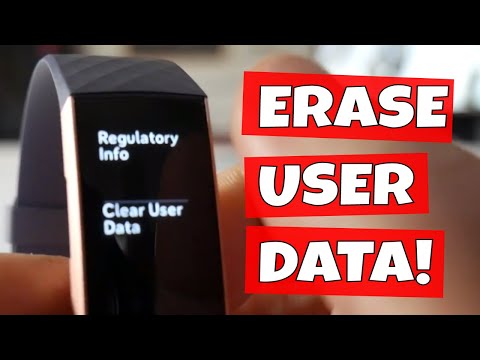 Regulatory
Info
Clear User
Data
ERASE
USER
DATA!